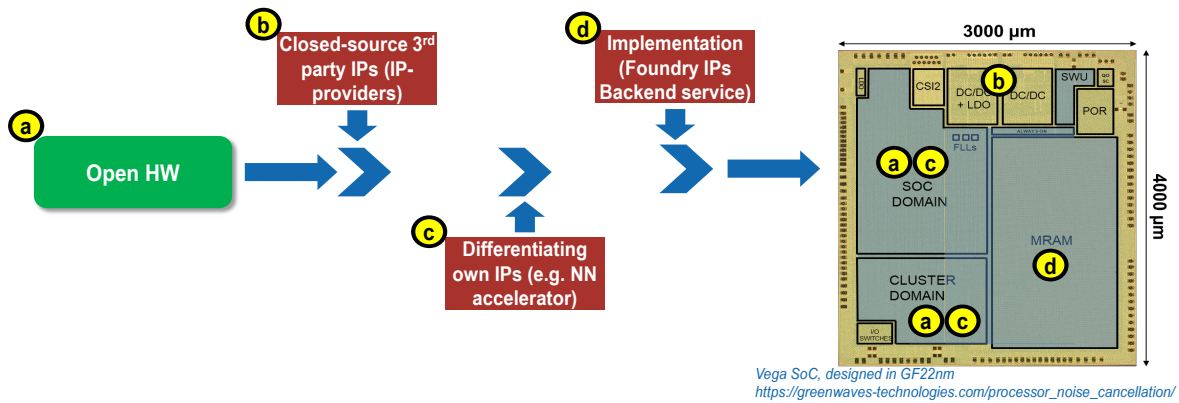 a
Open HW
b
Closed-source 3rd
party IPs (IP-
providers)
c
Differentiating
own IPs (e.g. NN
accelerator)
d
Implementation
(Foundry IPs
Backend service)
3000 µm
4000 µm
LDO
CSI2
DC/DC
+ LDO
b
DC/DC
SWU
POR
ALWAYS ON
FLLs
a c
SOC
DOMAIN
MRAM
d
CLUSTER
DOMAIN
a c
I/O
SWITCHES
Vega SoC, designed in GF22nm
https://greenwaves-technologies.com/processor_noise_cancellation/